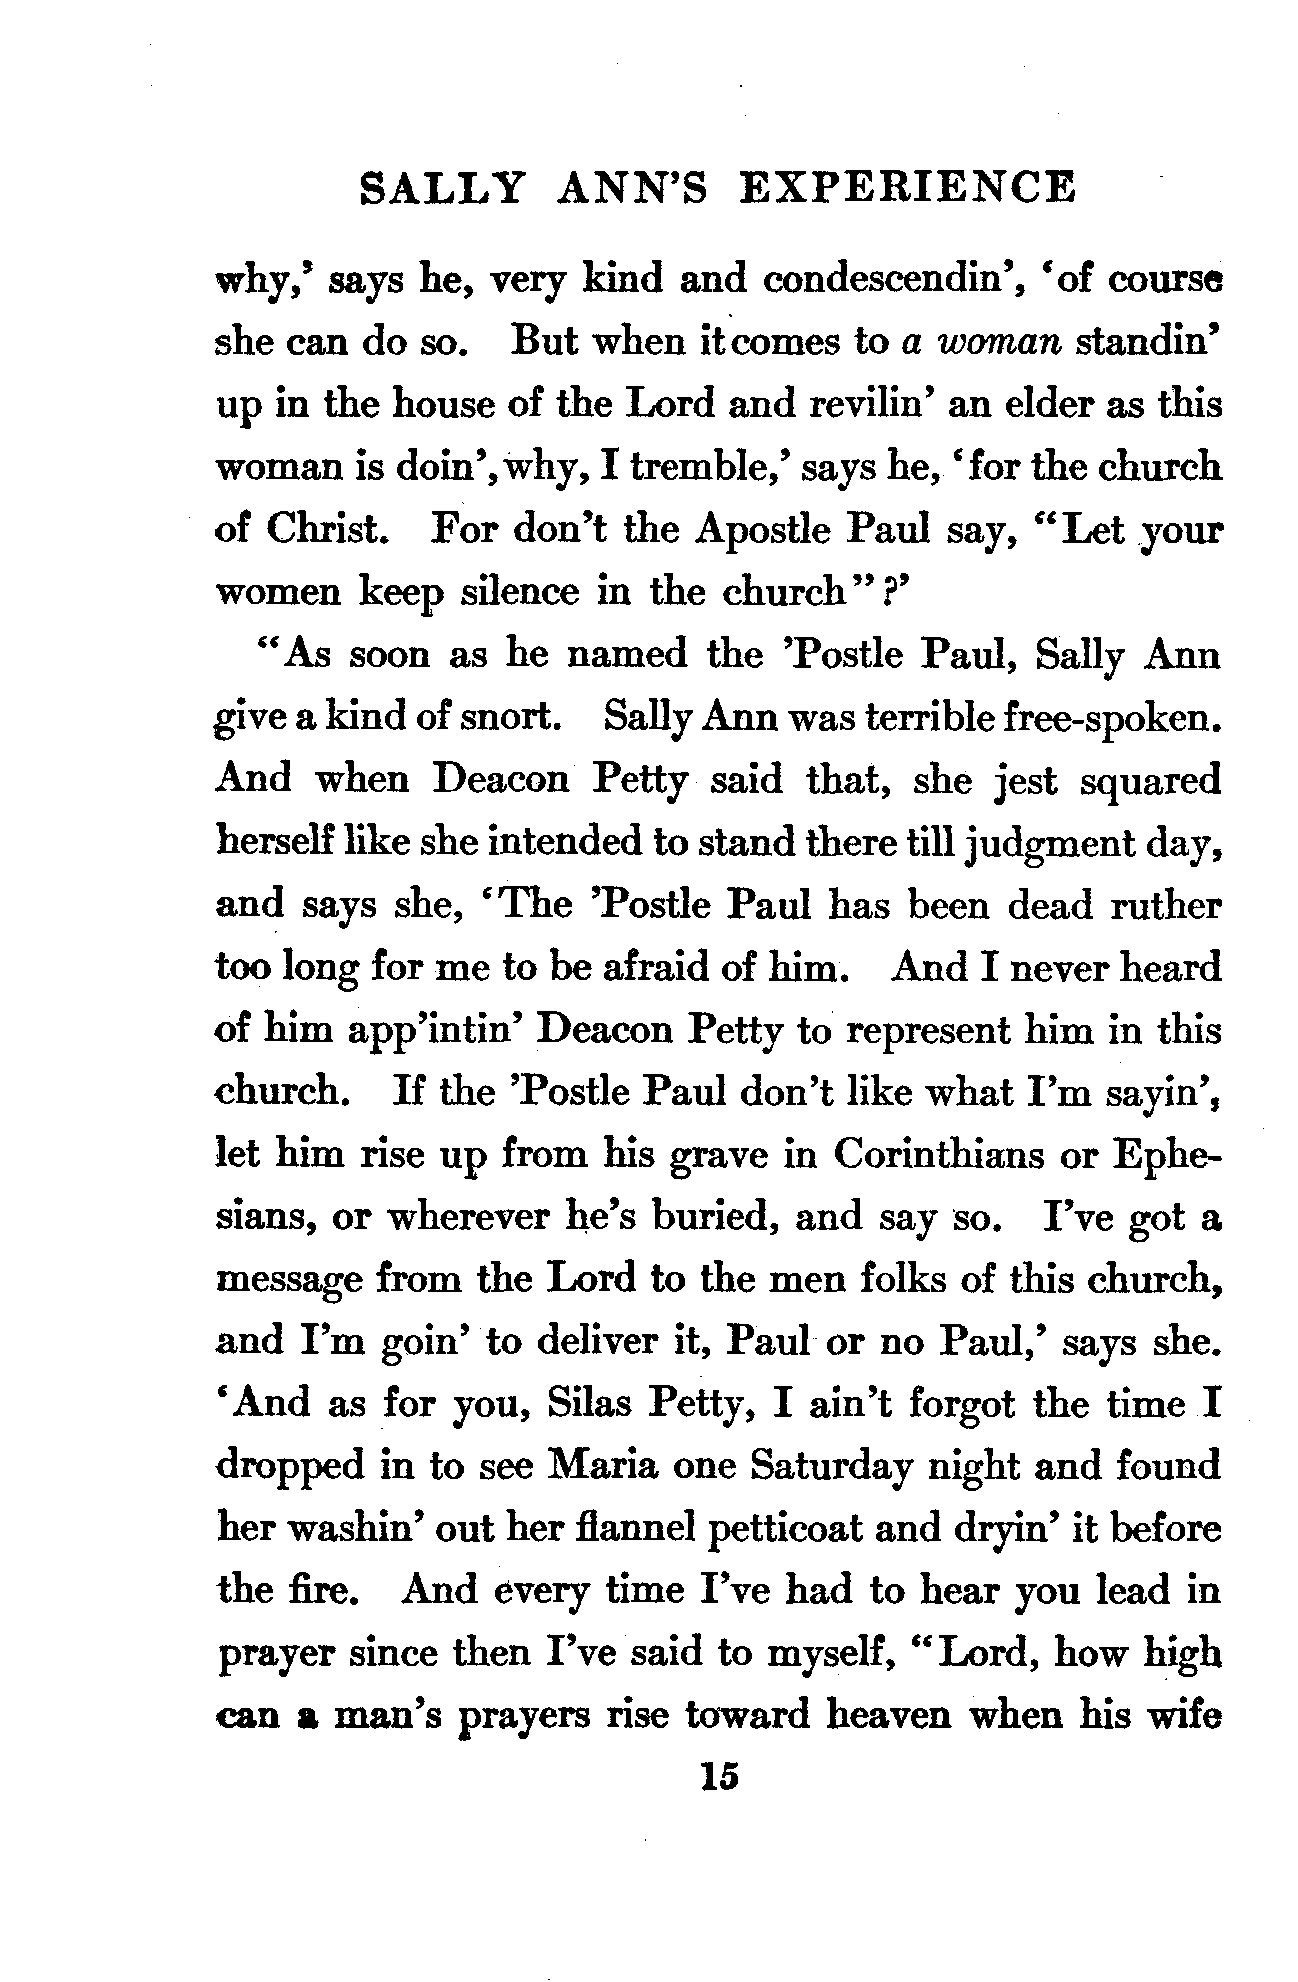 SALLY ANN'S EXPERIENCE
why,' says he, very kind and condescendin', 'of course
she can do so. But when it comes to a woman standin'
up in the house of the Lord and revilin' an elder as this
woman is doin', why, I tremble,' says he, 'for the church
of Christ. For don't the Apostle Paul say, "Let your
women keep silence in the church"?'
"As soon as he named the 'Postle Paul, Sally Ann
give a kind of snort. Sally Ann was terrible free-spoken.
And when Deacon Petty said that, she jest squared
herself like she intended to stand there till judgment day,
and says she, 'The 'Postle Paul has been dead ruther
too long for me to be afraid of him. And I never heard
of him app'intin' Deacon Petty to represent him in this
church. If the 'Postle Paul don't like what I'm sayin',
let him rise up from his grave in Corinthians or Ephe-
sians, or wherever he's buried, and say so. I've got a
message from the Lord to the men folks of this church,
and I'm goin' to deliver it, Paul or no Paul,' says she.
'And as for you, Silas Petty, I ain't forgot the time I
dropped in to see Maria one Saturday night and found
her washin' out her flannel petticoat and dryin' it before
the fire. And every time I've had to hear you lead in
prayer since then I've said to myself, "Lord, how high
can a man's prayers rise toward heaven when his wife
15